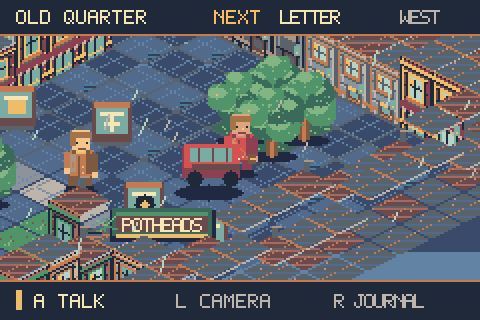 OLD QUARTER NEXT LETTER WEST
POTHEADS
A TALK L CAMERA R JOURNAL